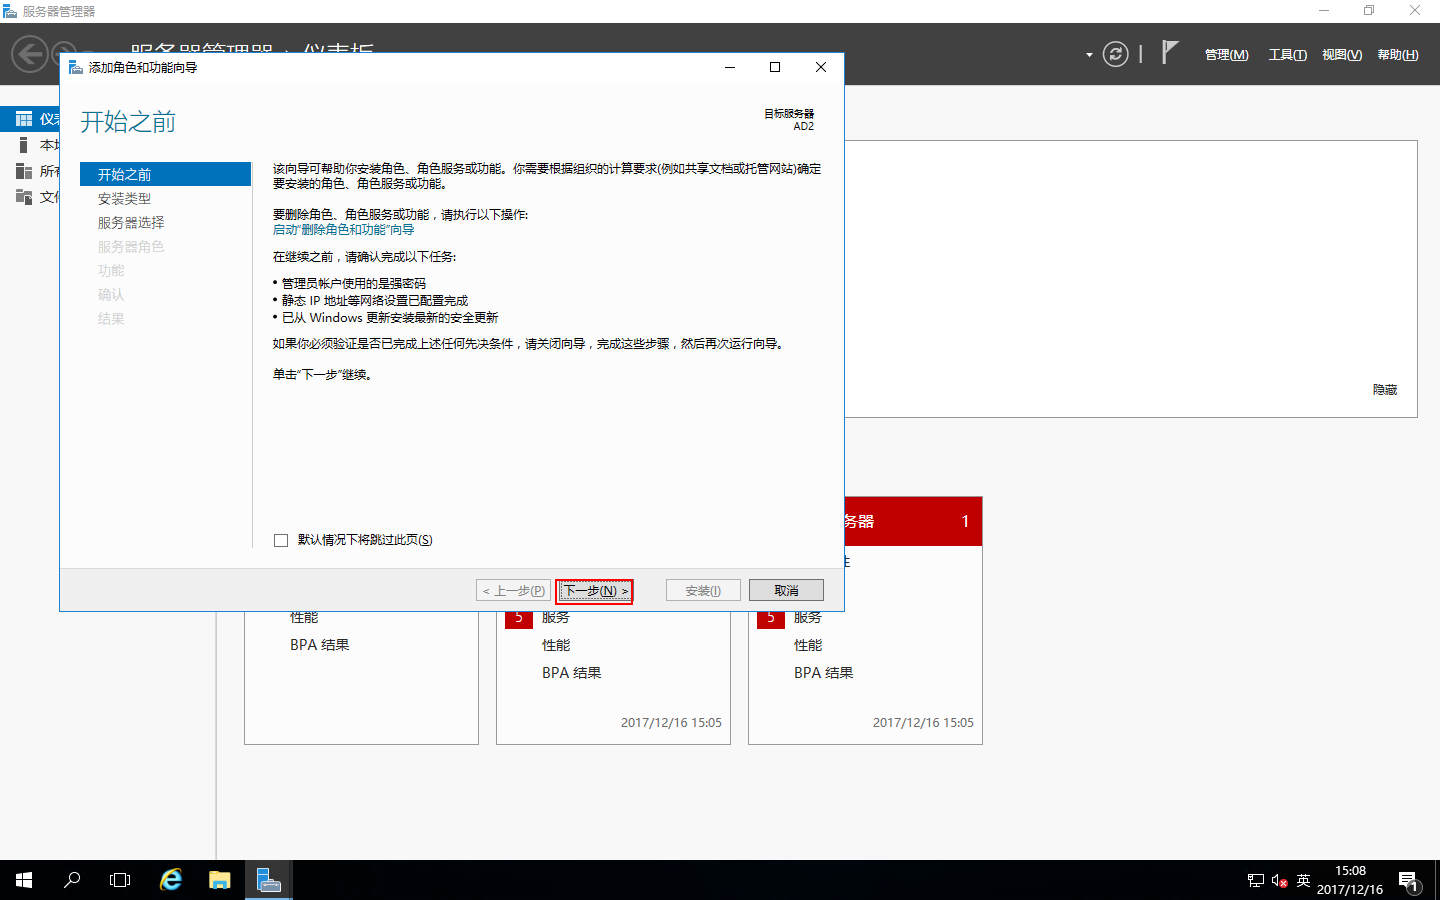 服务器管理器
服务器管理器 · 仪表板
管理(M)
工具(T)
视图(V)
帮助(H)
添加角色和功能向导
开始之前
目标服务器
AD2
仪表
本地
所有
文件
开始之前
安装类型
服务器选择
服务器角色
功能
确认
结果
该向导可帮助你安装角色、角色服务或功能。你需要根据组织的计算要求(例如共享文档或托管网站)确定
要安装的角色、角色服务或功能。
要删除角色、角色服务或功能，请执行以下操作:
启动“删除角色和功能”向导
在继续之前，请确认完成以下任务:
• 管理员帐户使用的是强密码
• 静态 IP 地址等网络设置已配置完成
• 已从 Windows 更新安装最新的安全更新
如果你必须验证是否已完成上述任何先决条件，请关闭向导，完成这些步骤，然后再次运行向导。
单击“下一步”继续。
默认情况下将跳过此页(S)
< 上一步(P)
下一步(N) >
安装(I)
取消
隐藏
务器 1
性
性能
BPA 结果
5 服务
性能
BPA 结果
2017/12/16 15:05
5 服务
性能
BPA 结果
2017/12/16 15:05
英
15:08
2017/12/16
1